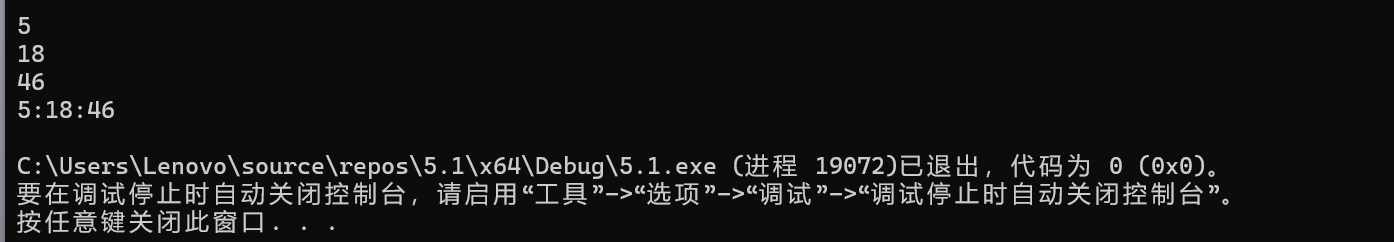 5
18
46
5:18:46
C:\Users\Lenovo\source\repos\5.1\x64\Debug\5.1.exe (进程 19072)已退出，代码为 0 (0x0)。
要在调试停止时自动关闭控制台，请启用“工具”->“选项”->“调试”->“调试停止时自动关闭控制台”。
按任意键关闭此窗口. . .